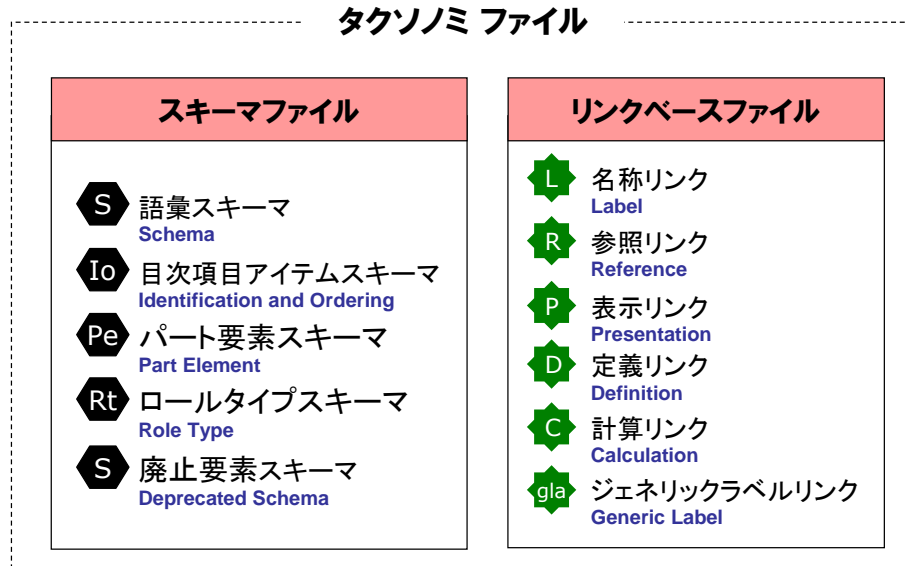 タクソノミ ファイル
スキーマファイル
S 語彙スキーマ
Schema
Io 目次項目アイテムスキーマ
Identification and Ordering
Pe パート要素スキーマ
Part Element
Rt ロールタイプスキーマ
Role Type
S 廃止要素スキーマ
Deprecated Schema
リンクベースファイル
L 名称リンク
Label
R 参照リンク
Reference
P 表示リンク
Presentation
D 定義リンク
Definition
C 計算リンク
Calculation
gla ジェネリックラベルリンク
Generic Label